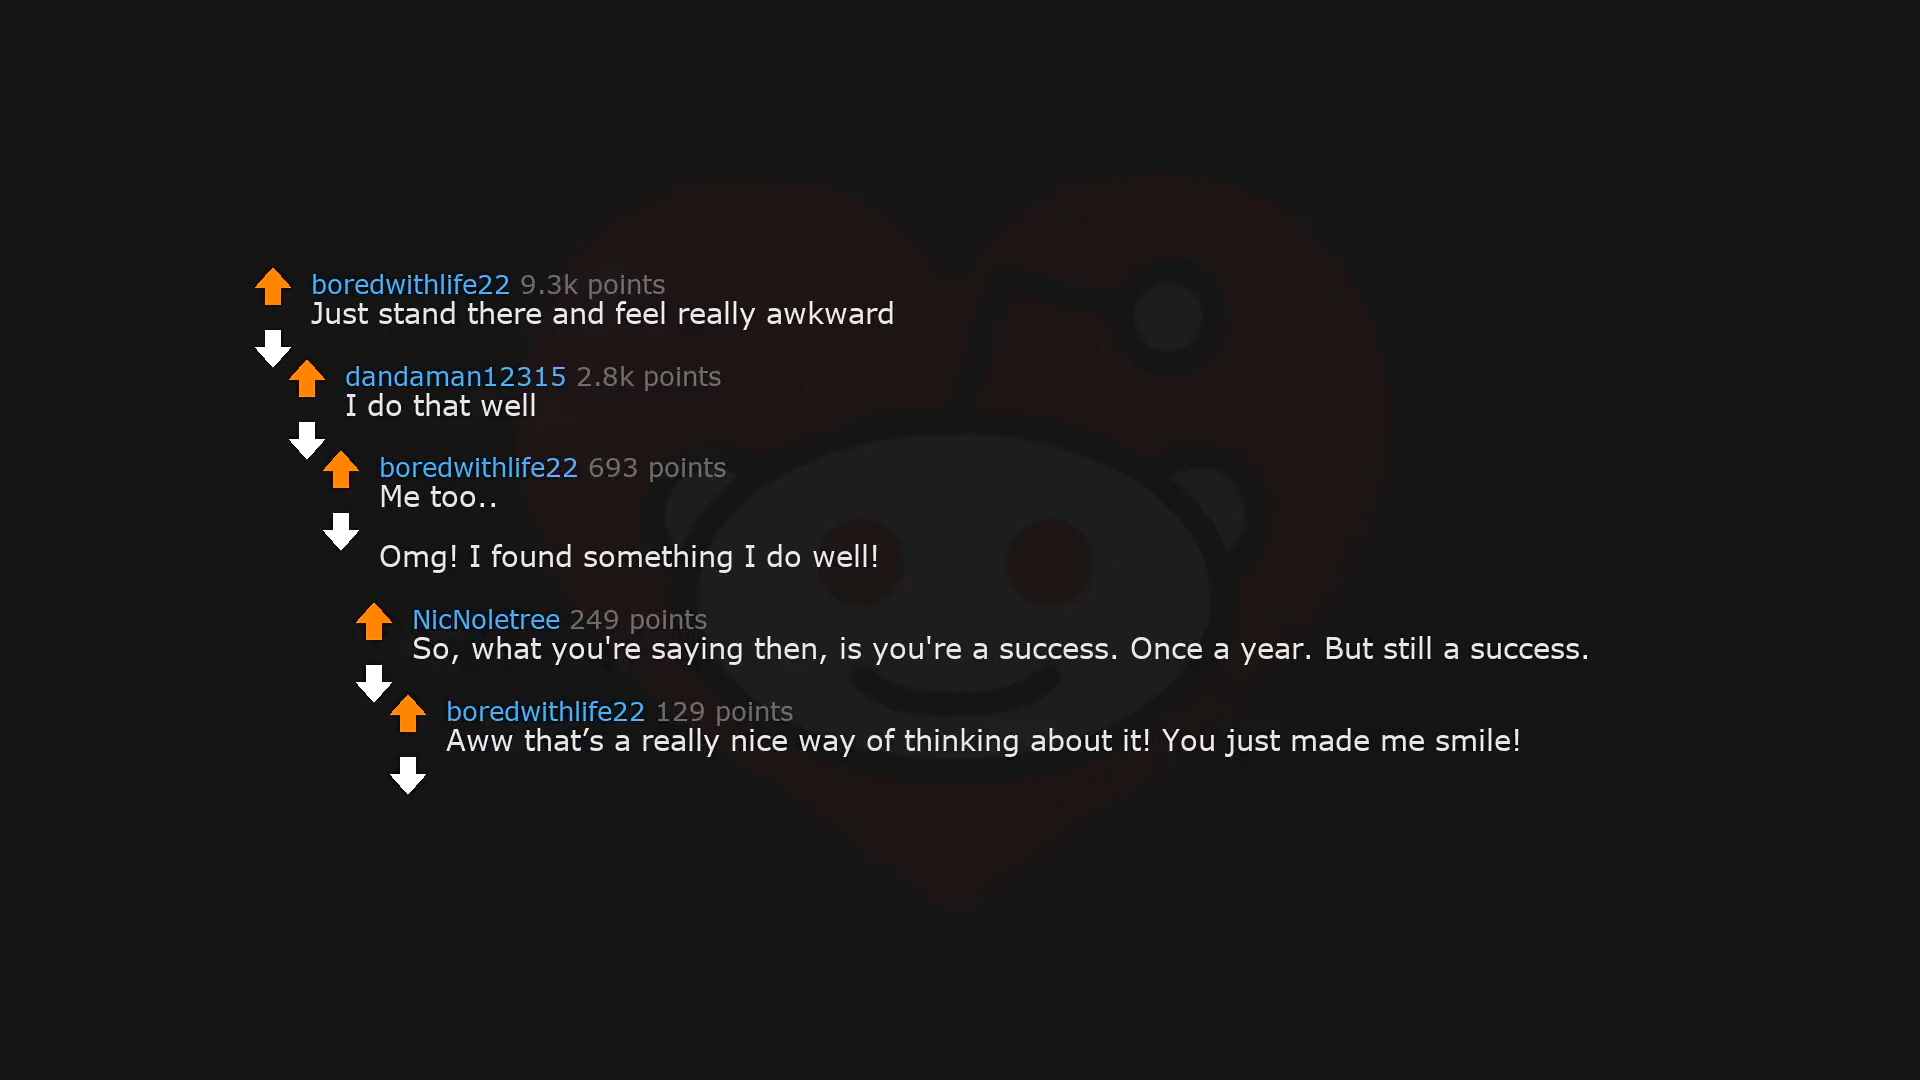 boredwithlife22 9.3k points
Just stand there and feel really awkward
dandaman12315 2.8k points
I do that well
boredwithlife22 693 points
Me too..
Omg! I found something I do well!
NicNoletree 249 points
So, what you're saying then, is you're a success. Once a year. But still a success.
boredwithlife22 129 points
Aww that’s a really nice way of thinking about it! You just made me smile!